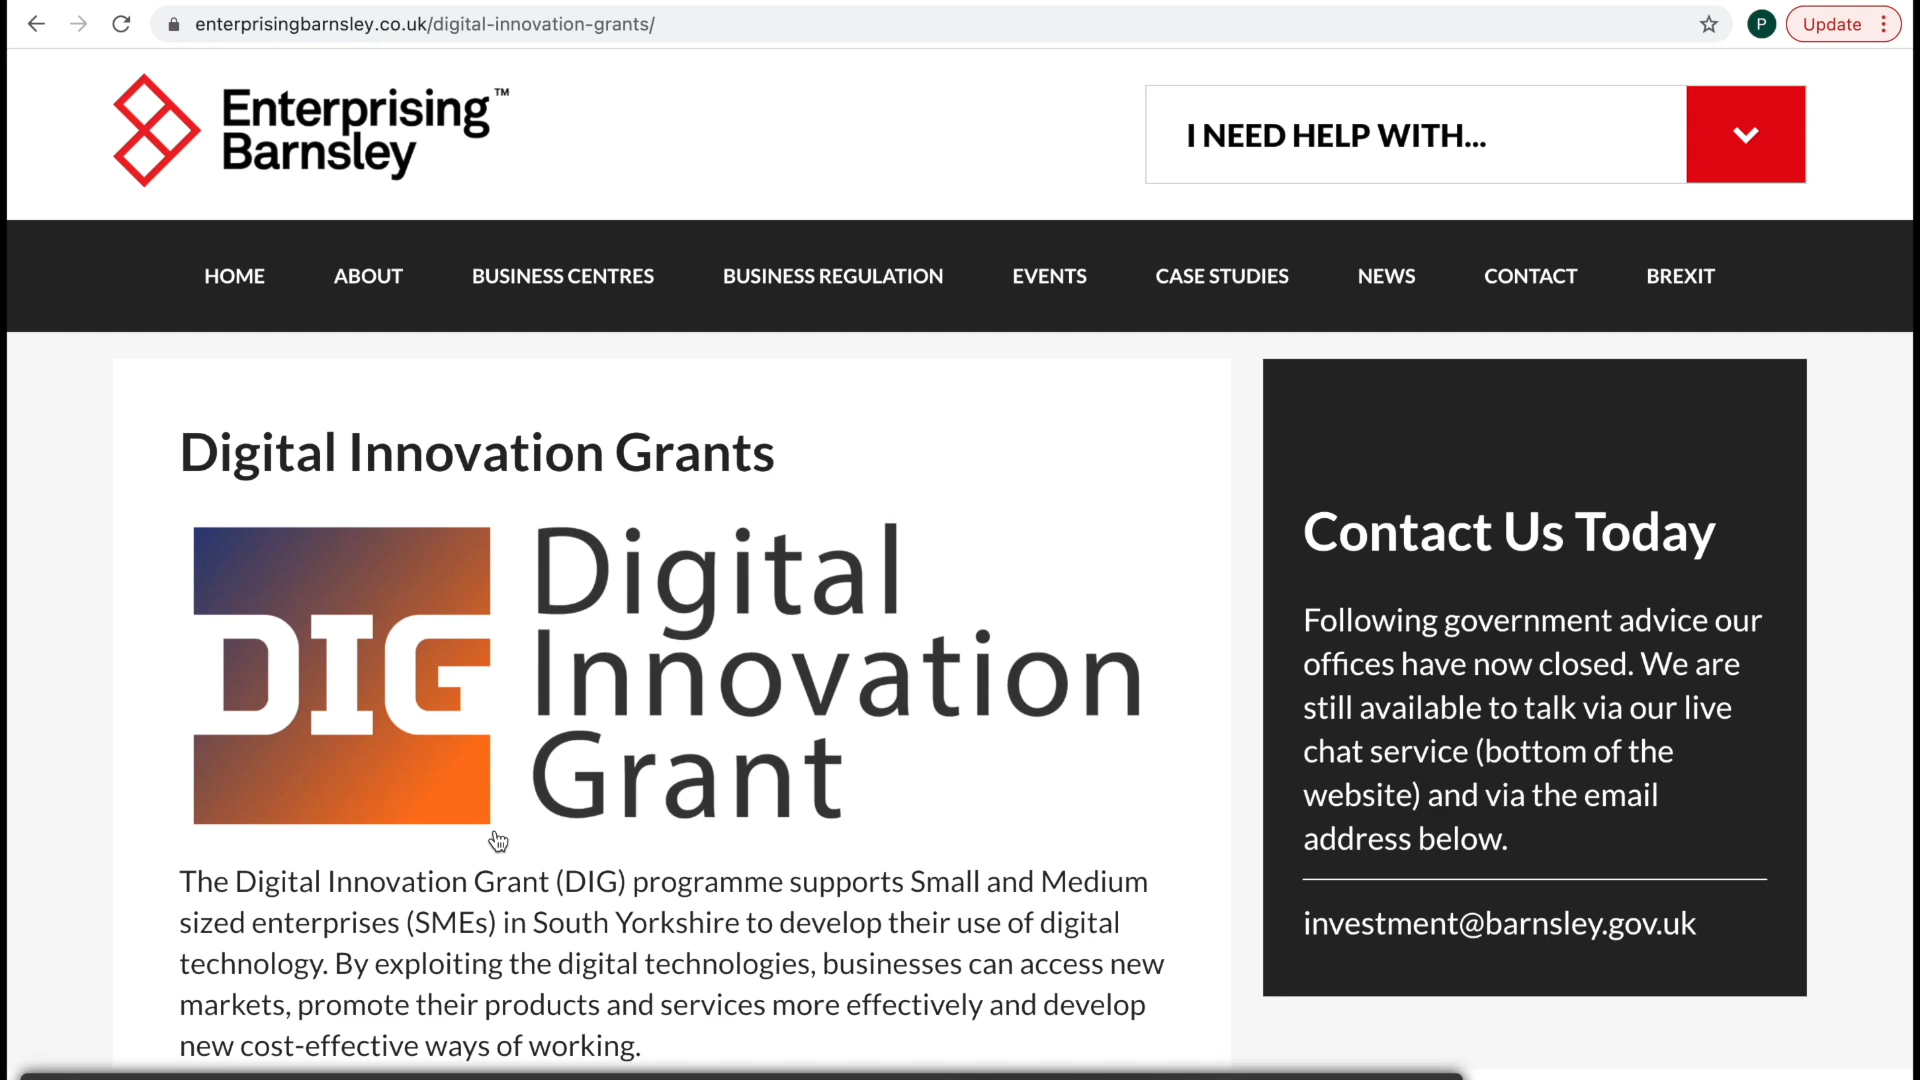 enterprisingbarnsley.co.uk/digital-innovation-grants/
P
Update
Enterprising™
Barnsley
I NEED HELP WITH...
HOME
ABOUT
BUSINESS CENTRES
BUSINESS REGULATION
EVENTS
CASE STUDIES
NEWS
CONTACT
BREXIT
Digital Innovation Grants
DIG
Digital
Innovation
Grant
The Digital Innovation Grant (DIG) programme supports Small and Medium
sized enterprises (SMEs) in South Yorkshire to develop their use of digital
technology. By exploiting the digital technologies, businesses can access new
markets, promote their products and services more effectively and develop
new cost-effective ways of working.
Contact Us Today
Following government advice our
offices have now closed. We are
still available to talk via our live
chat service (bottom of the
website) and via the email
address below.
investment@barnsley.gov.uk